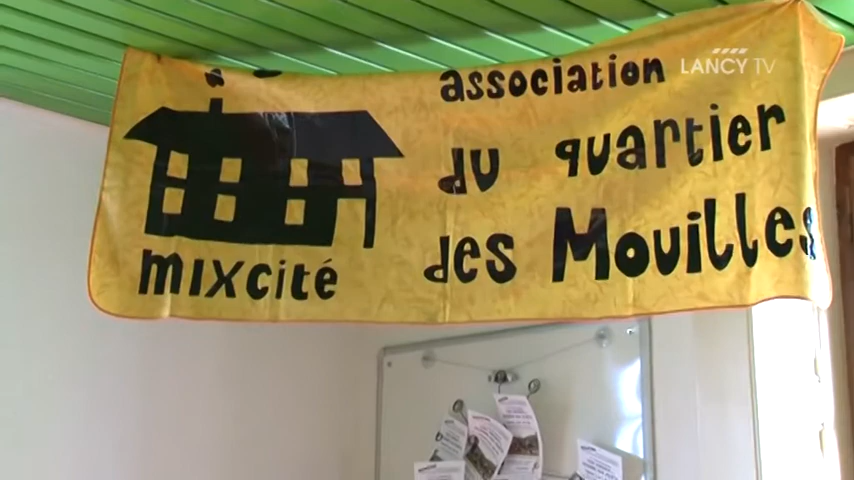 LANCY TV
association
du quartier
des Mouilles
mixcité